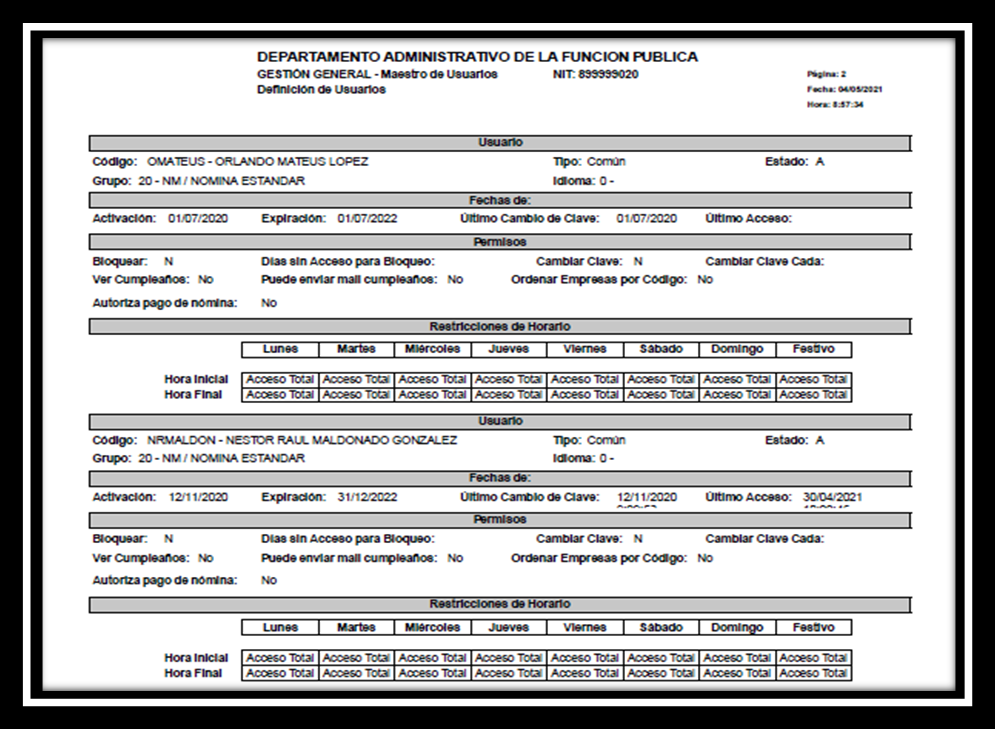 DEPARTAMENTO ADMINISTRATIVO DE LA FUNCION PUBLICA
GESTIÓN GENERAL - Maestro de Usuarios NIT: 899999020 Página: 2
Definición de Usuarios Fecha: 04/05/2021
Hora: 8:57:34
Usuario
Código: OMATEUS - ORLANDO MATEUS LOPEZ Tipo: Común Estado: A
Grupo: 20 - NM / NOMINA ESTANDAR Idioma: 0 -
Fechas de:
Activación: 01/07/2020 Expiración: 01/07/2022 Último Cambio de Clave: 01/07/2020 Último Acceso:
Permisos
Bloquear: N Dias sin Acceso para Bloqueo: Cambiar Clave: N Cambiar Clave Cada:
Ver Cumpleaños: No Puede enviar mail cumpleaños: No Ordenar Empresas por Código: No
Autoriza pago de nómina: No
Restricciones de Horario
Lunes Martes Miércoles Jueves Viernes Sábado Domingo Festivo
Hora Inicial Acceso Total Acceso Total Acceso Total Acceso Total Acceso Total Acceso Total Acceso Total Acceso Total
Hora Final Acceso Total Acceso Total Acceso Total Acceso Total Acceso Total Acceso Total Acceso Total Acceso Total
Usuario
Código: NRMALDON - NESTOR RAUL MALDONADO GONZALEZ Tipo: Común Estado: A
Grupo: 20 - NM / NOMINA ESTANDAR Idioma: 0 -
Fechas de:
Activación: 12/11/2020 Expiración: 31/12/2022 Último Cambio de Clave: 12/11/2020 Último Acceso: 30/04/2021
Permisos
Bloquear: N Dias sin Acceso para Bloqueo: Cambiar Clave: N Cambiar Clave Cada:
Ver Cumpleaños: No Puede enviar mail cumpleaños: No Ordenar Empresas por Código: No
Autoriza pago de nómina: No
Restricciones de Horario
Lunes Martes Miércoles Jueves Viernes Sábado Domingo Festivo
Hora Inicial Acceso Total Acceso Total Acceso Total Acceso Total Acceso Total Acceso Total Acceso Total Acceso Total
Hora Final Acceso Total Acceso Total Acceso Total Acceso Total Acceso Total Acceso Total Acceso Total Acceso Total